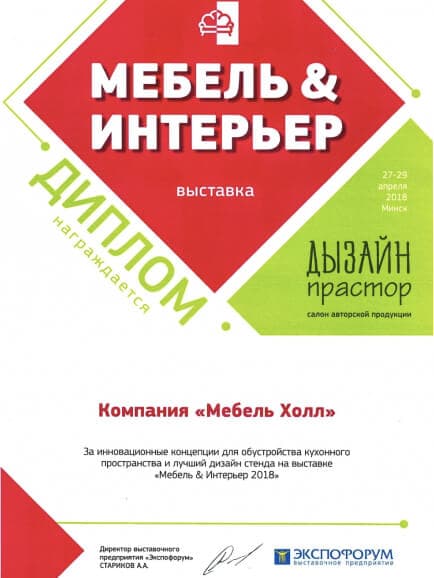 МЕБЕЛЬ &
ИНТЕРЬЕР
выставка
27-29
апреля
2018
Минск
ДИПЛОМ
награждается
ДЫЗАЙН
прастор
салон авторской продукции
Компания «Мебель Холл»
За инновационные концепции для обустройства кухонного
пространства и лучший дизайн стенда на выставке
«Мебель & Интерьер 2018»
Директор выставочного
предприятия «Экспофорум»
СТАРИКОВ А.А.
ЭКСПОФОРУМ
выставочное предприятие